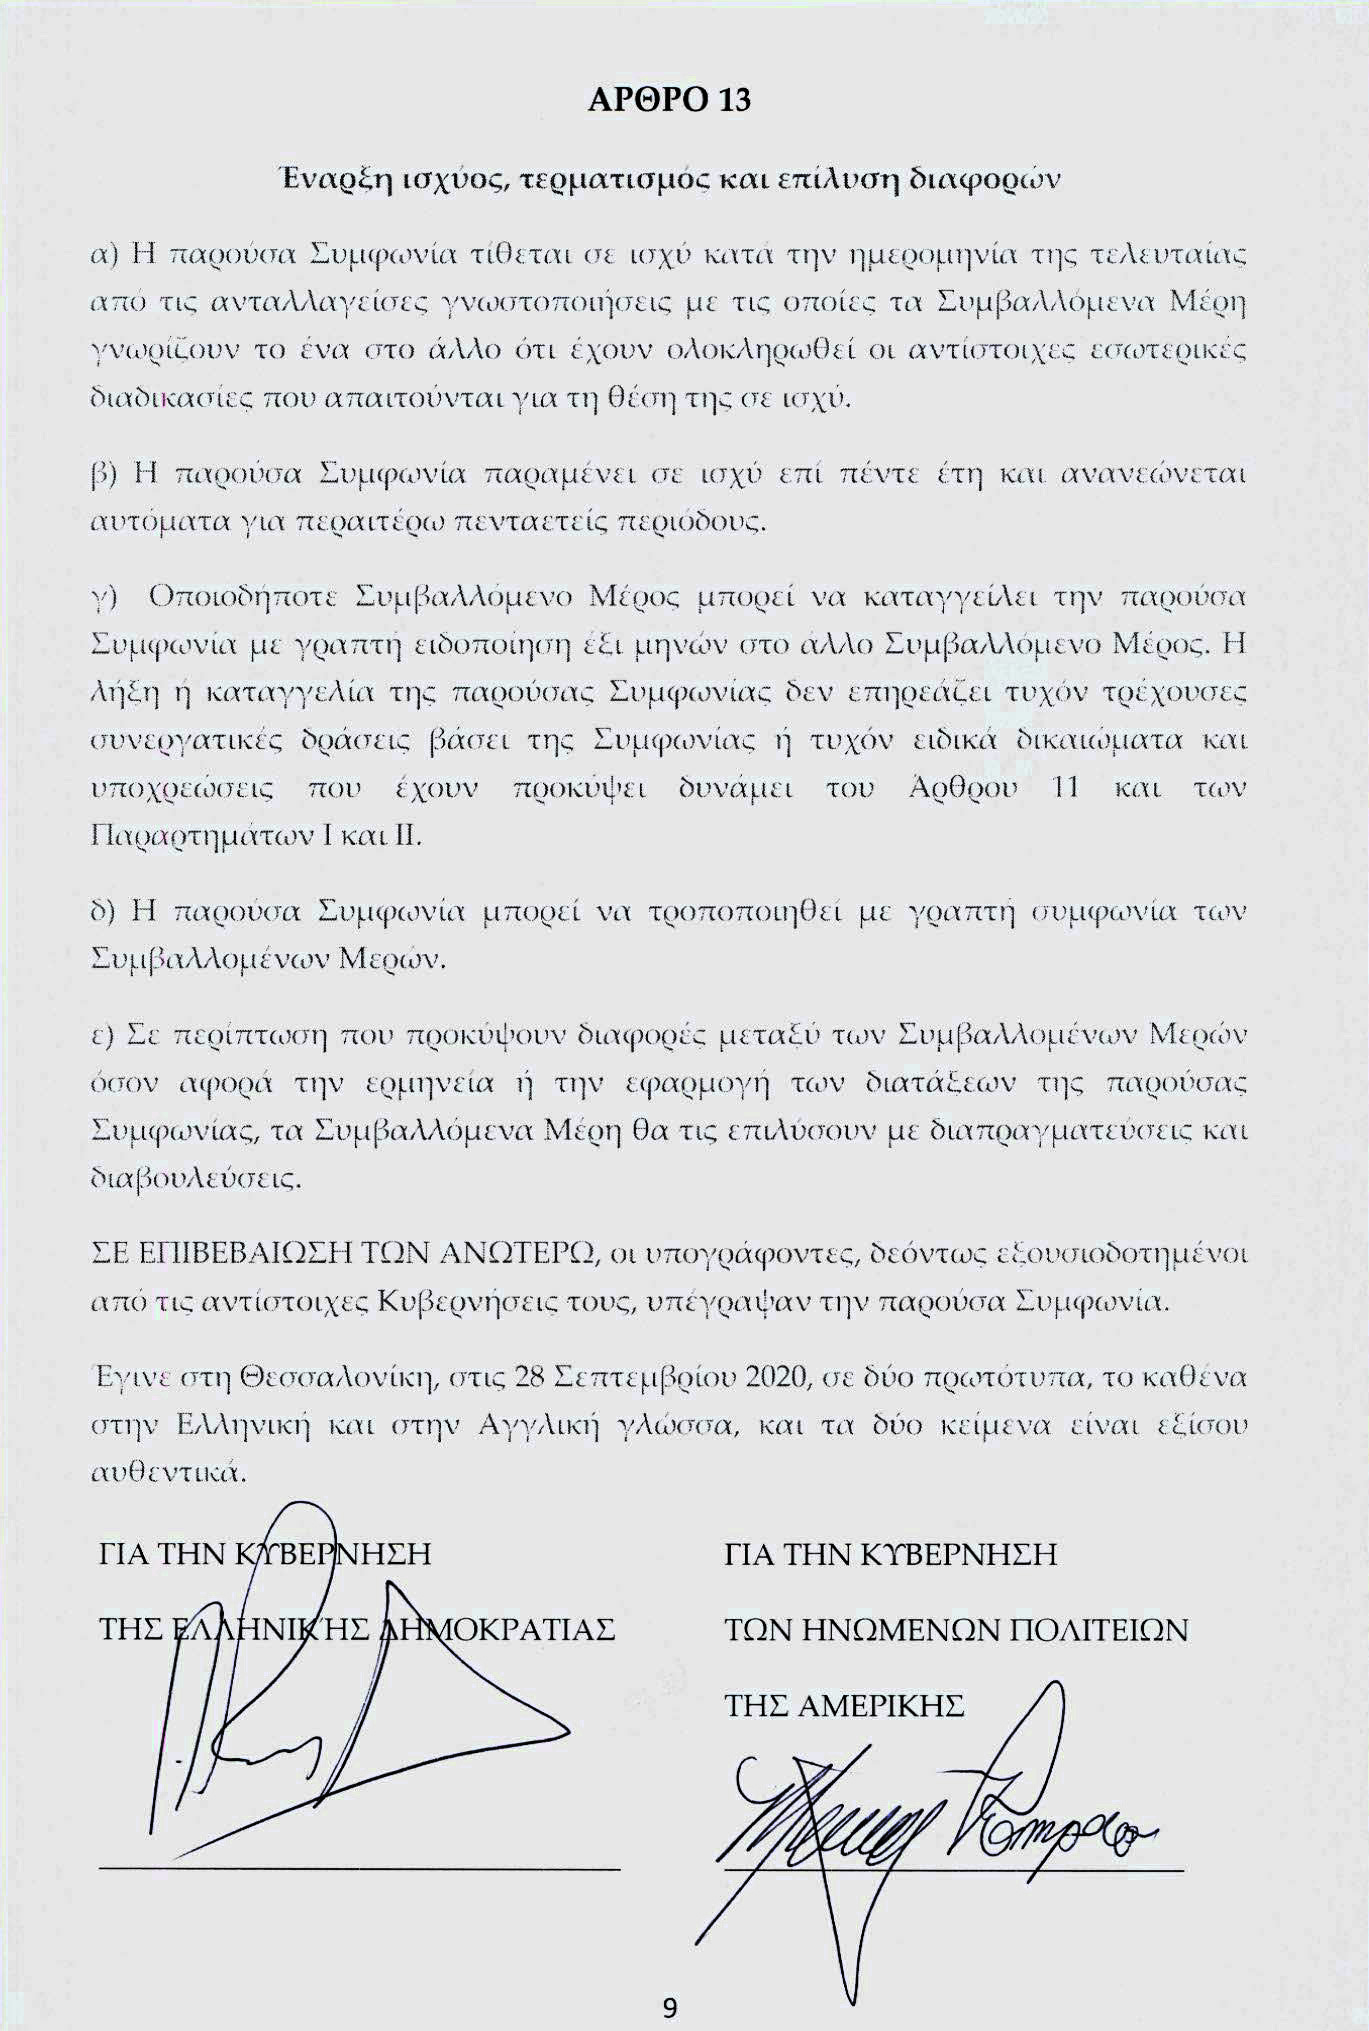 ΑΡΘΡΟ 13
Έναρξη ισχύος, τερματισμός και επίλυση διαφορών
α) Η παρούσα Συμφωνία τίθεται σε ισχύ κατά την ημερομηνία της τελευταίας
από τις ανταλλαγείσες γνωστοποιήσεις με τις οποίες τα Συμβαλλόμενα Μέρη
γνωρίζουν το ένα στο άλλο ότι έχουν ολοκληρωθεί οι αντίστοιχες εσωτερικές
διαδικασίες που απαιτούνται για τη θέση της σε ισχύ.
β) Η παρούσα Συμφωνία παραμένει σε ισχύ επί πέντε έτη και ανανεώνεται
αυτόματα για περαιτέρω πενταετείς περιόδους.
γ) Οποιοδήποτε Συμβαλλόμενο Μέρος μπορεί να καταγγείλει την παρούσα
Συμφωνία με γραπτή ειδοποίηση έξι μηνών στο άλλο Συμβαλλόμενο Μέρος. Η
λήξη ή καταγγελία της παρούσας Συμφωνίας δεν επηρεάζει τυχόν τρέχουσες
συνεργατικές δράσεις βάσει της Συμφωνίας ή τυχόν ειδικά δικαιώματα και
υποχρεώσεις που έχουν προκύψει δυνάμει του Άρθρου 11 και των
Παραρτημάτων Ι και ΙΙ.
δ) Η παρούσα Συμφωνία μπορεί να τροποποιηθεί με γραπτή συμφωνία των
Συμβαλλομένων Μερών.
ε) Σε περίπτωση που προκύψουν διαφορές μεταξύ των Συμβαλλομένων Μερών
όσον αφορά την ερμηνεία ή την εφαρμογή των διατάξεων της παρούσας
Συμφωνίας, τα Συμβαλλόμενα Μέρη θα τις επιλύσουν με διαπραγματεύσεις και
διαβουλεύσεις.
ΣΕ ΕΠΙΒΕΒΑΙΩΣΗ ΤΩΝ ΑΝΩΤΕΡΩ, οι υπογράφοντες, δεόντως εξουσιοδοτημένοι
από τις αντίστοιχες Κυβερνήσεις τους, υπέγραψαν την παρούσα Συμφωνία.
Έγινε στη Θεσσαλονίκη, στις 28 Σεπτεμβρίου 2020, σε δύο πρωτότυπα, το καθένα
στην Ελληνική και στην Αγγλική γλώσσα, και τα δύο κείμενα είναι εξίσου
αυθεντικά.
ΓΙΑ ΤΗΝ ΚΥΒΕΡΝΗΣΗ
ΤΗΣ ΕΛΛΗΝΙΚΉΣ ΔΗΜΟΚΡΑΤΙΑΣ
ΓΙΑ ΤΗΝ ΚΥΒΕΡΝΗΣΗ
ΤΩΝ ΗΝΩΜΕΝΩΝ ΠΟΛΙΤΕΙΩΝ
ΤΗΣ ΑΜΕΡΙΚΗΣ
9